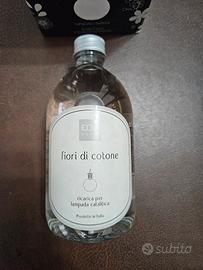 fiori di cotone
ricarica per
lampada catalitica
Prodotto in Italia
subito